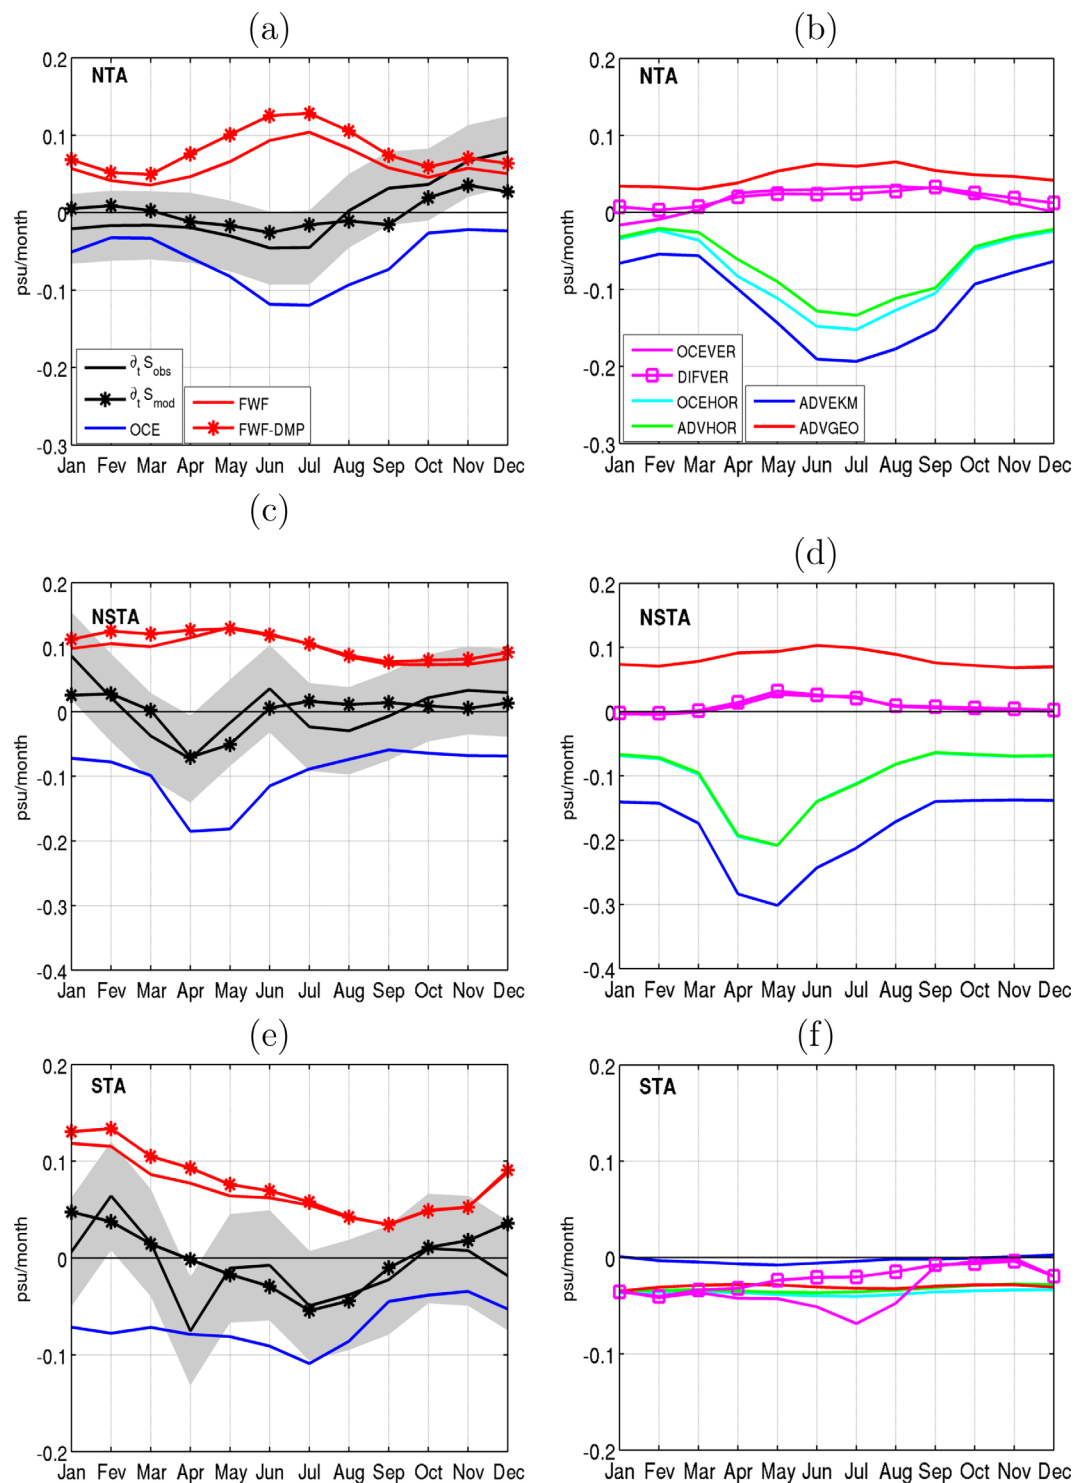 (a)
0.2
0.1
0
-0.1
-0.2
-0.3
psu/month
NTA
∂t Sobs
∂t Smod
OCE
FWF
FWF-DMP
Jan Fev Mar Apr May Jun Jul Aug Sep Oct Nov Dec
(b)
0.2
0.1
0
-0.1
-0.2
-0.3
psu/month
NTA
OCEVER
DIFVER
OCEHOR
ADVHOR
ADVEKM
ADVGEO
Jan Fev Mar Apr May Jun Jul Aug Sep Oct Nov Dec
(c)
0.2
0.1
0
-0.1
-0.2
-0.3
-0.4
psu/month
NSTA
Jan Fev Mar Apr May Jun Jul Aug Sep Oct Nov Dec
(d)
0.2
0.1
0
-0.1
-0.2
-0.3
-0.4
psu/month
NSTA
Jan Fev Mar Apr May Jun Jul Aug Sep Oct Nov Dec
(e)
0.2
0.1
0
-0.1
-0.2
psu/month
STA
Jan Fev Mar Apr May Jun Jul Aug Sep Oct Nov Dec
(f)
0.2
0.1
0
-0.1
-0.2
psu/month
STA
Jan Fev Mar Apr May Jun Jul Aug Sep Oct Nov Dec